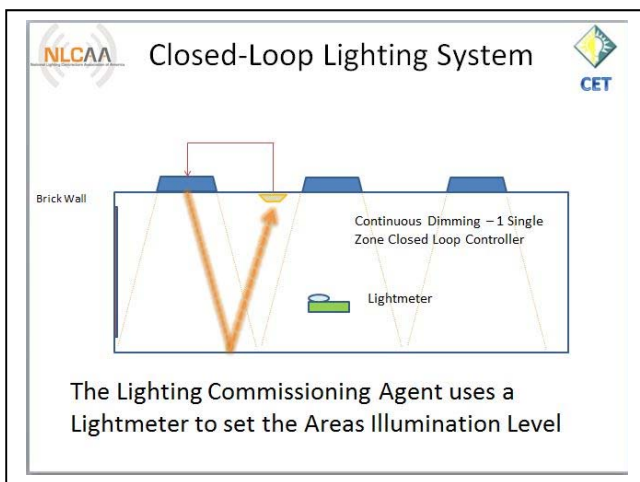 NLCAA
Closed-Loop Lighting System
CET
Brick Wall
Continuous Dimming – 1 Single
Zone Closed Loop Controller
Lightmeter
The Lighting Commissioning Agent uses a
Lightmeter to set the Areas Illumination Level